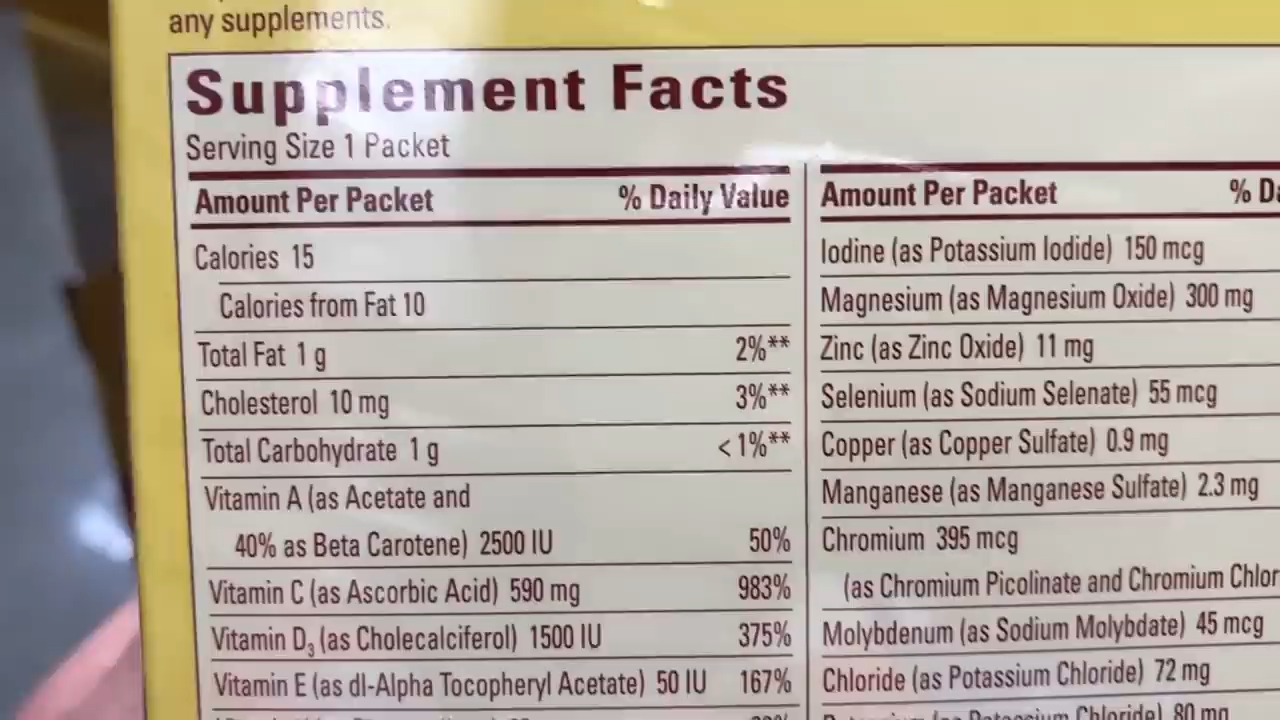 any supplements.
Supplement Facts
Serving Size 1 Packet
Amount Per Packet % Daily Value
Calories 15
Calories from Fat 10
Total Fat 1 g 2%**
Cholesterol 10 mg 3%**
Total Carbohydrate 1 g <1%**
Vitamin A (as Acetate and
40% as Beta Carotene) 2500 IU 50%
Vitamin C (as Ascorbic Acid) 590 mg 983%
Vitamin D₃ (as Cholecalciferol) 1500 IU 375%
Vitamin E (as dl-Alpha Tocopheryl Acetate) 50 IU 167%
Amount Per Packet %
Iodine (as Potassium Iodide) 150 mcg
Magnesium (as Magnesium Oxide) 300 mg
Zinc (as Zinc Oxide) 11 mg
Selenium (as Sodium Selenate) 55 mcg
Copper (as Copper Sulfate) 0.9 mg
Manganese (as Manganese Sulfate) 2.3 mg
Chromium 395 mcg
(as Chromium Picolinate and Chromium Chlor
Molybdenum (as Sodium Molybdate) 45 mcg
Chloride (as Potassium Chloride) 72 mg
Chloride) 80 mg